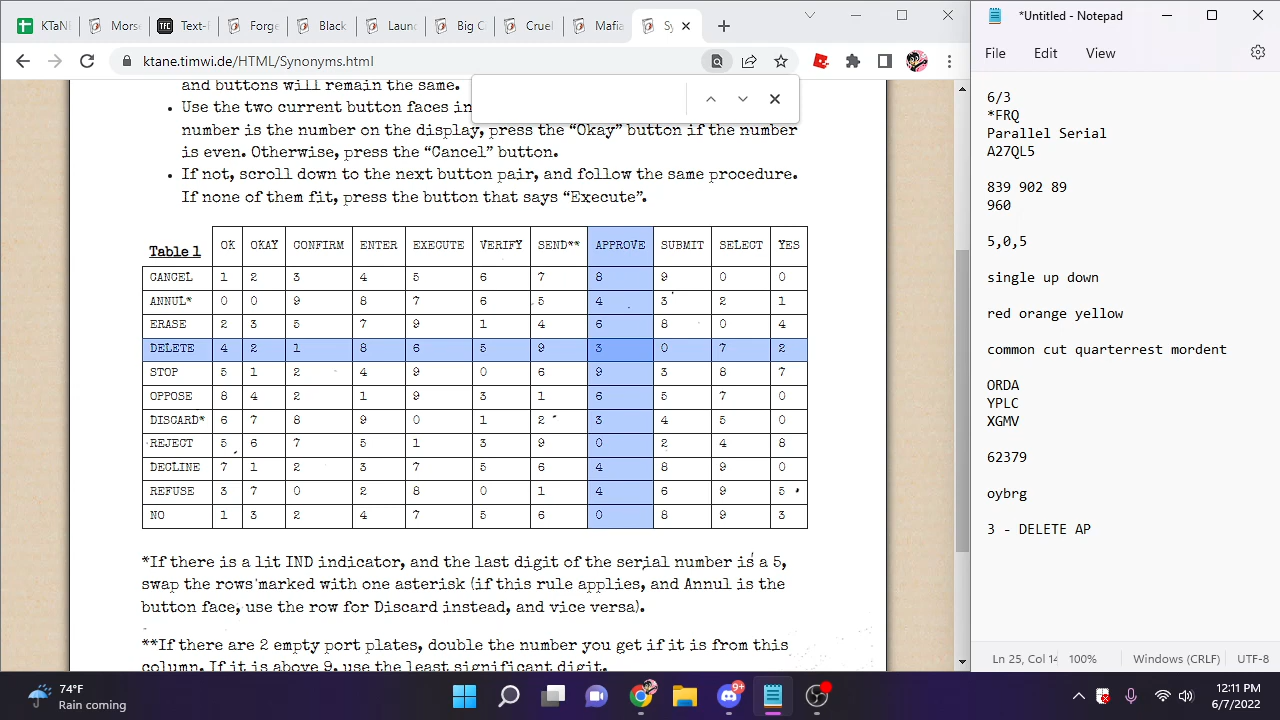 KTaNE
Morse
Text-T
Forge
Black
Launc
Big C
Cruel
Mafia
Sy
*Untitled - Notepad
ktane.timwi.de/HTML/Synonyms.html
File Edit View
and buttons will remain the same.
• Use the two current button faces in
number is the number on the display, press the “Okay” button if the number
is even. Otherwise, press the “Cancel” button.
• If not, scroll down to the next button pair, and follow the same procedure.
If none of them fit, press the button that says “Execute”.
Table 1 OK OKAY CONFIRM ENTER EXECUTE VERIFY SEND** APPROVE SUBMIT SELECT YES
CANCEL 1 2 3 4 5 6 7 8 9 0 0
ANNUL* 0 0 9 8 7 6 5 4 3 2 1
ERASE 2 3 5 7 9 1 4 6 8 0 4
DELETE 4 2 1 8 6 5 9 3 0 7 2
STOP 5 1 2 4 9 0 6 9 3 8 7
OPPOSE 8 4 2 1 9 3 1 6 5 7 0
DISCARD* 6 7 8 9 0 1 2 3 4 5 0
REJECT 5 6 7 5 1 3 9 0 2 4 8
DECLINE 7 1 2 3 7 5 6 4 8 9 0
REFUSE 3 7 0 2 8 0 1 4 6 9 5
NO 1 3 2 4 7 5 6 0 8 9 3
*If there is a lit IND indicator, and the last digit of the serial number is a 5,
swap the rows marked with one asterisk (if this rule applies, and Annul is the
button face, use the row for Discard instead, and vice versa).
**If there are 2 empty port plates, double the number you get if it is from this
column. If it is above 9, use the least significant digit.
6/3
*FRQ
Parallel Serial
A27QL5
839 902 89
960
5,0,5
single up down
red orange yellow
common cut quarterrest mordent
ORDA
YPLC
XGMV
62379
oybrg
3 - DELETE AP
Ln 25, Col 14 100% Windows (CRLF) UTF-8
74°F
Rain coming
9+
12:11 PM
6/7/2022